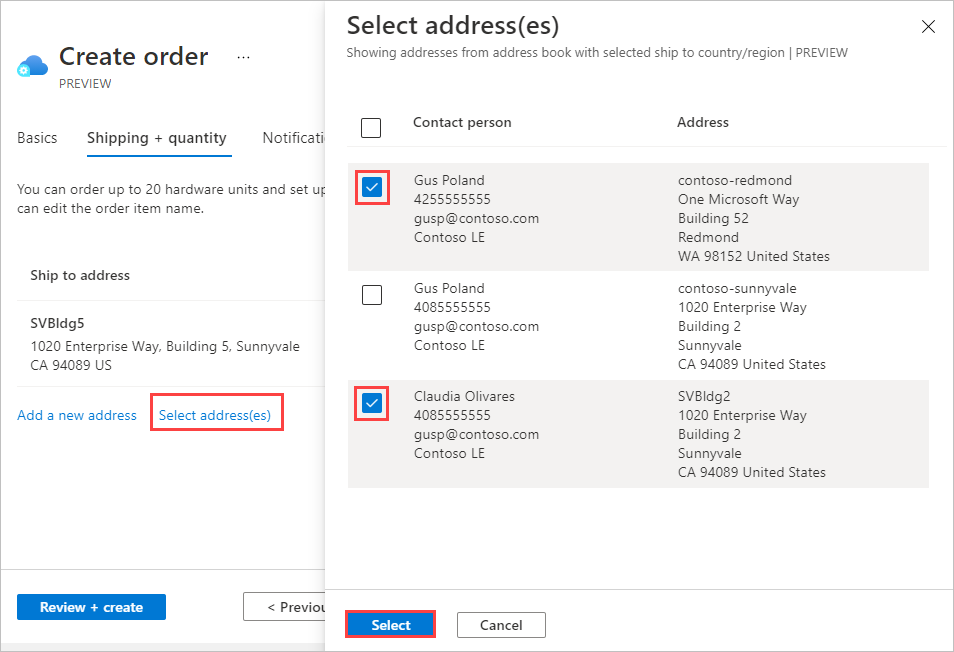 Create order
...
PREVIEW
Basics
Shipping + quantity
Notificati
You can order up to 20 hardware units and set up
can edit the order item name.
Ship to address
SVBldg5
1020 Enterprise Way, Building 5, Sunnyvale
CA 94089 US
Add a new address
Select address(es)
Review + create
< Previou
Select address(es)
Showing addresses from address book with selected ship to country/region | PREVIEW
Contact person
Address
Gus Poland
4255555555
gusp@contoso.com
Contoso LE
contoso-redmond
One Microsoft Way
Building 52
Redmond
WA 98152 United States
Gus Poland
4085555555
gusp@contoso.com
Contoso LE
contoso-sunnyvale
1020 Enterprise Way
Building 2
Sunnyvale
CA 94089 United States
Claudia Olivares
4085555555
gusp@contoso.com
Contoso LE
SVBldg2
1020 Enterprise Way
Building 2
Sunnyvale
CA 94089 United States
Select
Cancel